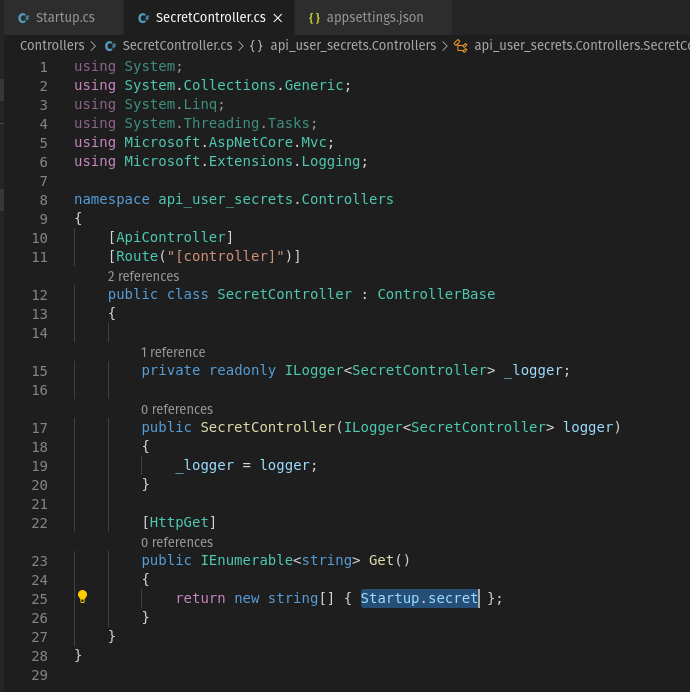 Startup.cs SecretController.cs × {} appsettings.json
Controllers > SecretController.cs > {} api_user_secrets.Controllers > api_user_secrets.Controllers.SecretCo
1 using System;
2 using System.Collections.Generic;
3 using System.Linq;
4 using System.Threading.Tasks;
5 using Microsoft.AspNetCore.Mvc;
6 using Microsoft.Extensions.Logging;
7
8 namespace api_user_secrets.Controllers
9 {
10 [ApiController]
11 [Route("[controller]")]
2 references
12 public class SecretController : ControllerBase
13 {
14
1 reference
15 private readonly ILogger<SecretController> _logger;
16
0 references
17 public SecretController(ILogger<SecretController> logger)
18 {
19 _logger = logger;
20 }
21
22 [HttpGet]
0 references
23 public IEnumerable<string> Get()
24 {
25 return new string[] { Startup.secret };
26 }
27 }
28 }
29